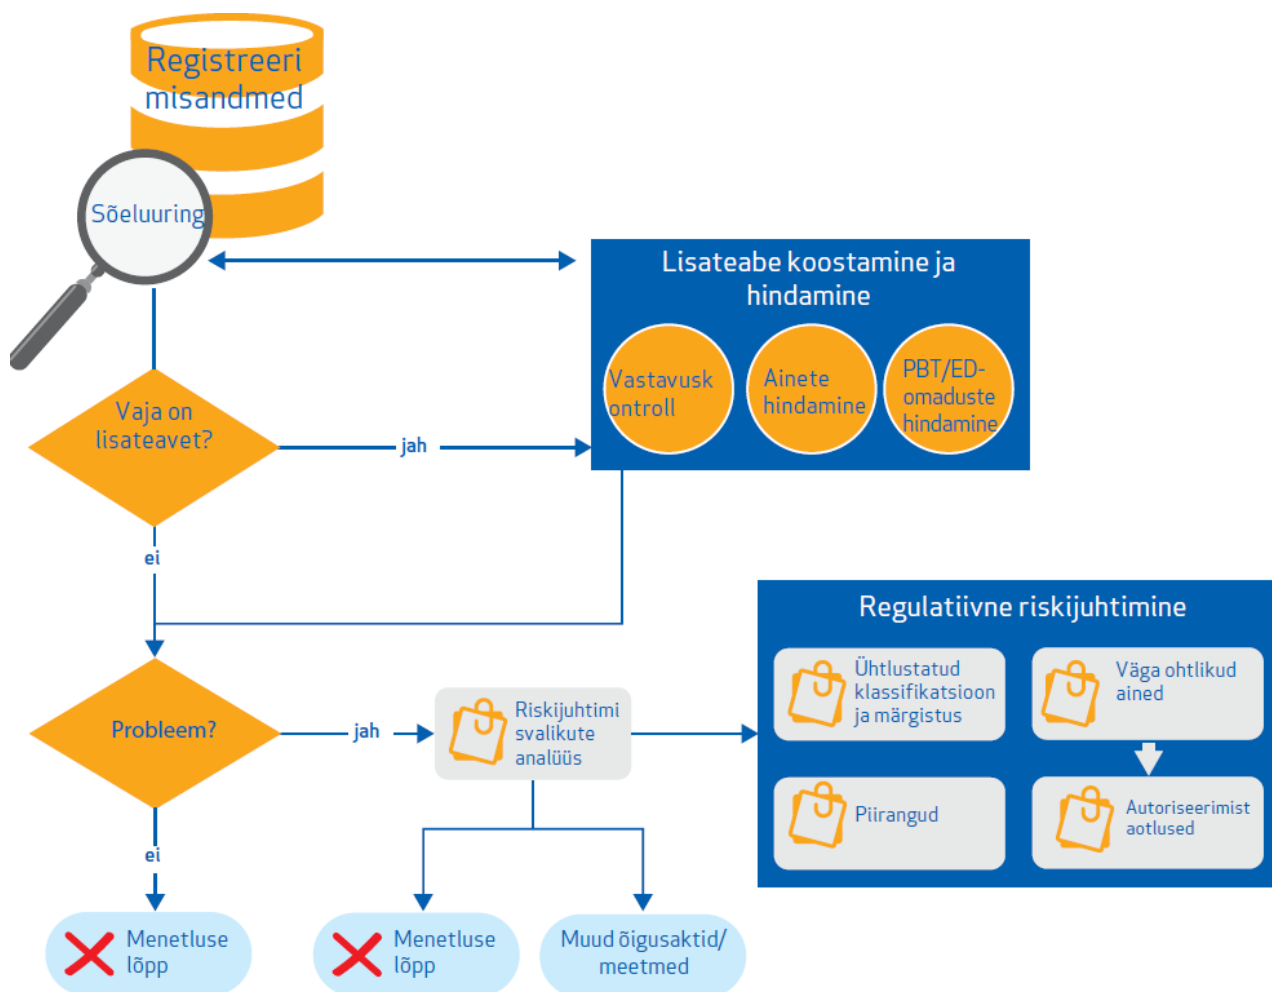 Registreeri
misandmed
Sõeluuring
Lisateabe koostamine ja
hindamine
Vastavusk
ontroll
Ainete
hindamine
PBT/ED-
omaduste
hindamine
Vaja on
lisateavet?
jah
ei
Regulatiivne riskijuhtimine
Ühtlustatud
klassifikatsioon
ja märgistus
Väga ohtlikud
ained
Piirangud
Autoriseerimist
aotlused
Probleem?
jah
Riskijuhtimi
svalikute
analüüs
ei
Menetluse
lõpp
Menetluse
lõpp
Muud õigusaktid/
meetmed